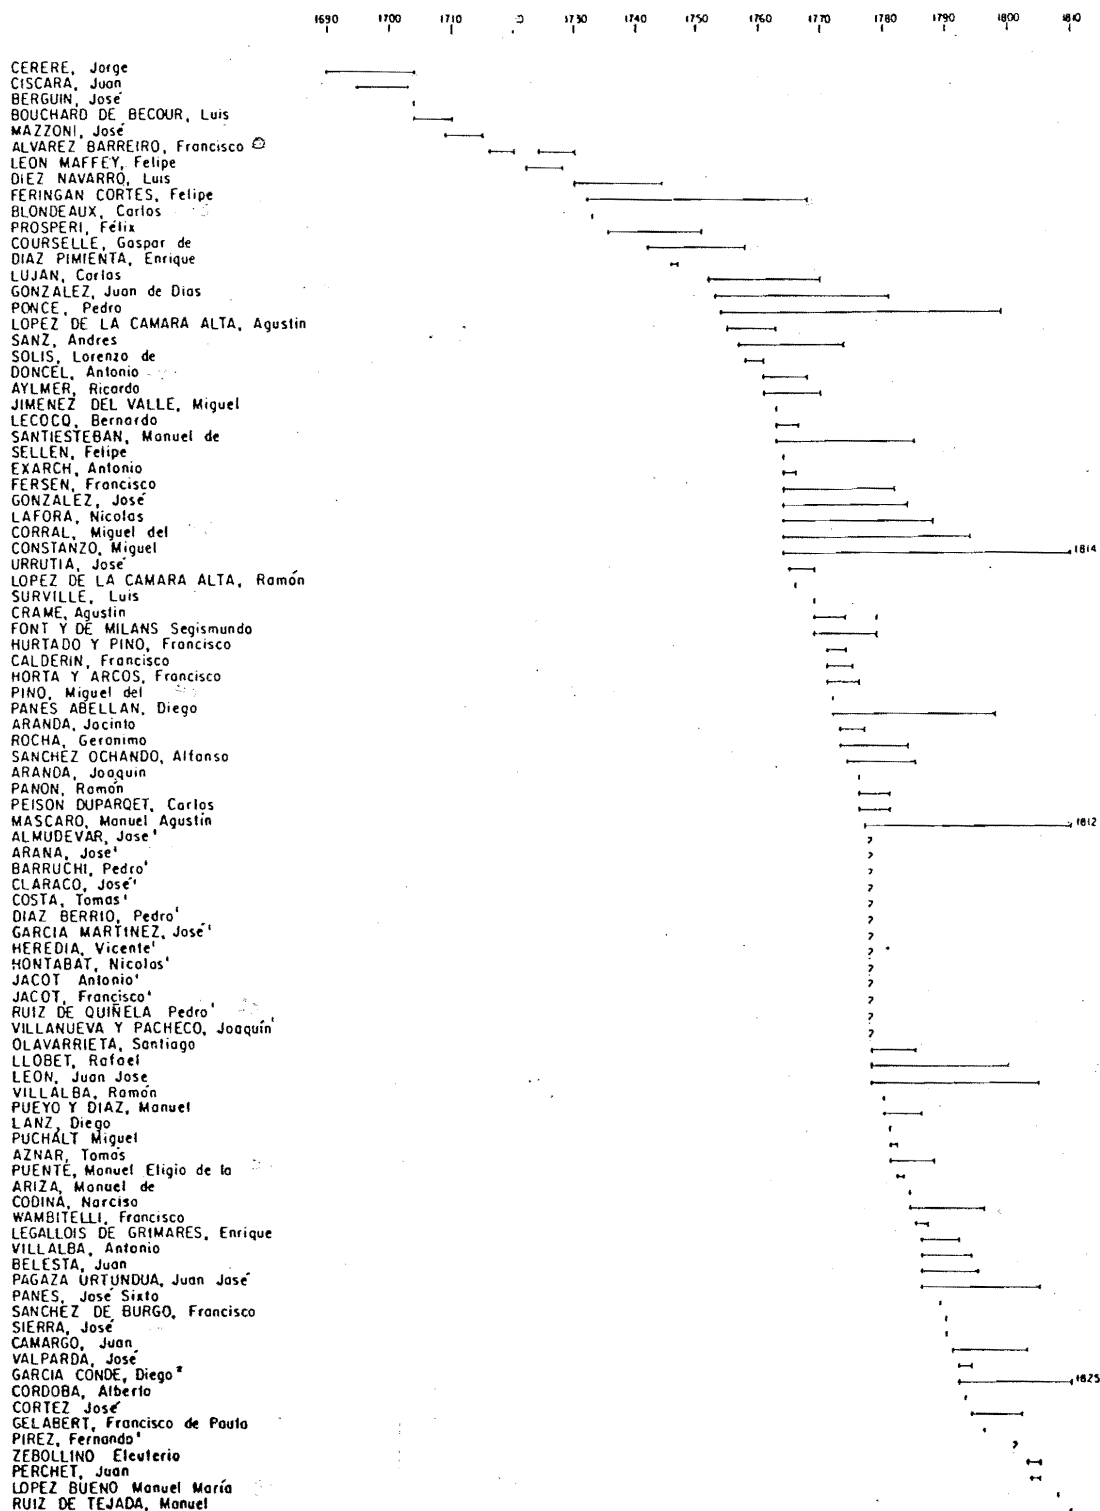 1690 1700 1710 1730 1740 1750 1760 1770 1780 1790 1800 1810
CERERE, Jorge
CISCARA, Juan
BERGUIN, José
BOUCHARD DE BECOUR, Luis
MAZZONI, José
ALVAREZ BARREIRO, Francisco
LEON MAFFEY, Felipe
DIEZ NAVARRO, Luis
FERINGAN CORTES, Felipe
BLONDEAUX, Carlos
PROSPERI, Félix
COURSELLE, Gaspar de
DIAZ PIMIENTA, Enrique
LUJAN, Carlos
GONZALEZ, Juan de Dias
PONCE, Pedro
LOPEZ DE LA CAMARA ALTA, Agustin
SANZ, Andres
SOLIS, Lorenzo de
DONCEL, Antonio
AYLMER, Ricardo
JIMENEZ DEL VALLE, Miguel
LECOCQ, Bernardo
SANTIESTEBAN, Manuel de
SELLEN, Felipe
EXARCH, Antonio
FERSEN, Francisco
GONZALEZ, José
LAFORA, Nicolas
CORRAL, Miguel del
CONSTANZO, Miguel 1814
URRUTIA, José
LOPEZ DE LA CAMARA ALTA, Ramón
SURVILLE, Luis
CRAME, Agustin
FONT Y DE MILANS Segismundo
HURTADO Y PINO, Francisco
CALDERIN, Francisco
HORTA Y ARCOS, Francisco
PINO, Miguel del
PANES ABELLAN, Diego
ARANDA, Jacinto
ROCHA, Geronimo
SANCHEZ OCHANDO, Alfonso
ARANDA, Joaquin
PANON, Ramón
PEISON DUPARQET, Carlos
MASCARO, Manuel Agustín 1812
ALMUDEVAR, Jose' ?
ARANA, Jose' ?
BARRUCHI, Pedro' ?
CLARACO, José' ?
COSTA, Tomas' ?
DIAZ BERRIO, Pedro' ?
GARCIA MARTINEZ, José' ?
HEREDIA, Vicente' ?
HONTABAT, Nicolas' ?
JACOT Antonio' ?
JACOT, Francisco' ?
RUIZ DE QUIÑELA Pedro' ?
VILLANUEVA Y PACHECO, Joaquín' ?
OLAVARRIETA, Santiago
LLOBET, Rafael
LEON, Juan Jose
VILLALBA, Ramón
PUEYO Y DIAZ, Manuel
LANZ, Diego
PUCHALT Miguel
AZNAR, Tomás
PUENTE, Manuel Eligio de la
ARIZA, Manuel de
CODINA, Narciso
WAMBITELLI, Francisco
LEGALLOIS DE GRIMARES, Enrique
VILLALBA, Antonio
BELESTA, Juan
PAGAZA URTUNDUA, Juan José
PANES, José Sixto
SANCHEZ DE BURGO, Francisco
SIERRA, José
CAMARGO, Juan
VALPARDA, José
GARCIA CONDE, Diego* 1825
CORDOBA, Alberto
CORTEZ José
GELABERT, Francisco de Paula
PIREZ, Fernando' ?
ZEBOLLINO Eleuterio
PERCHET, Juan
LOPEZ BUENO Manuel María
RUIZ DE TEJADA, Manuel